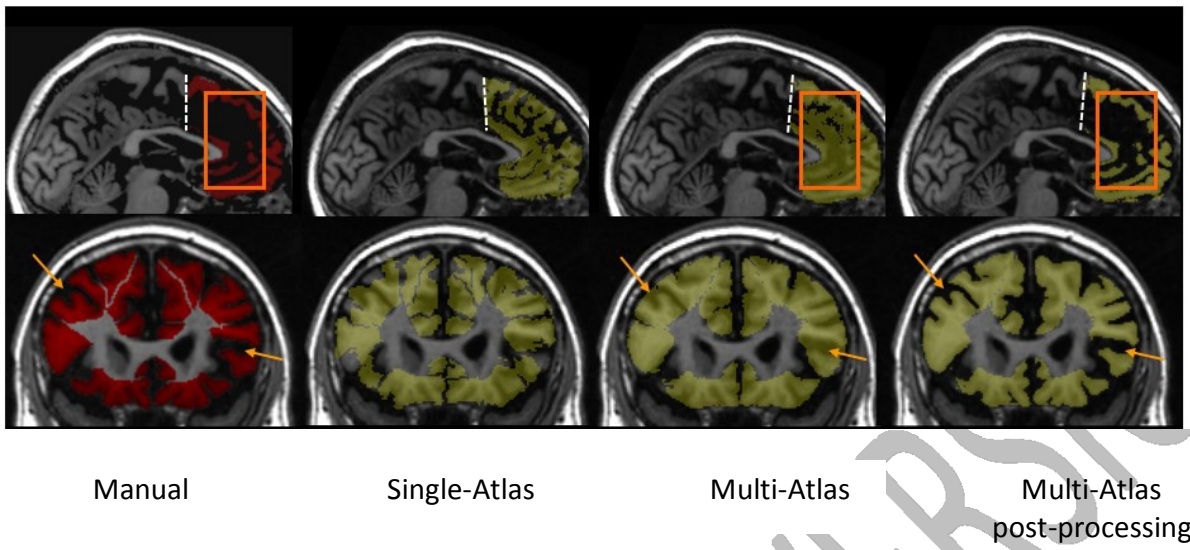 Manual
Single-Atlas
Multi-Atlas
Multi-Atlas
post-processing